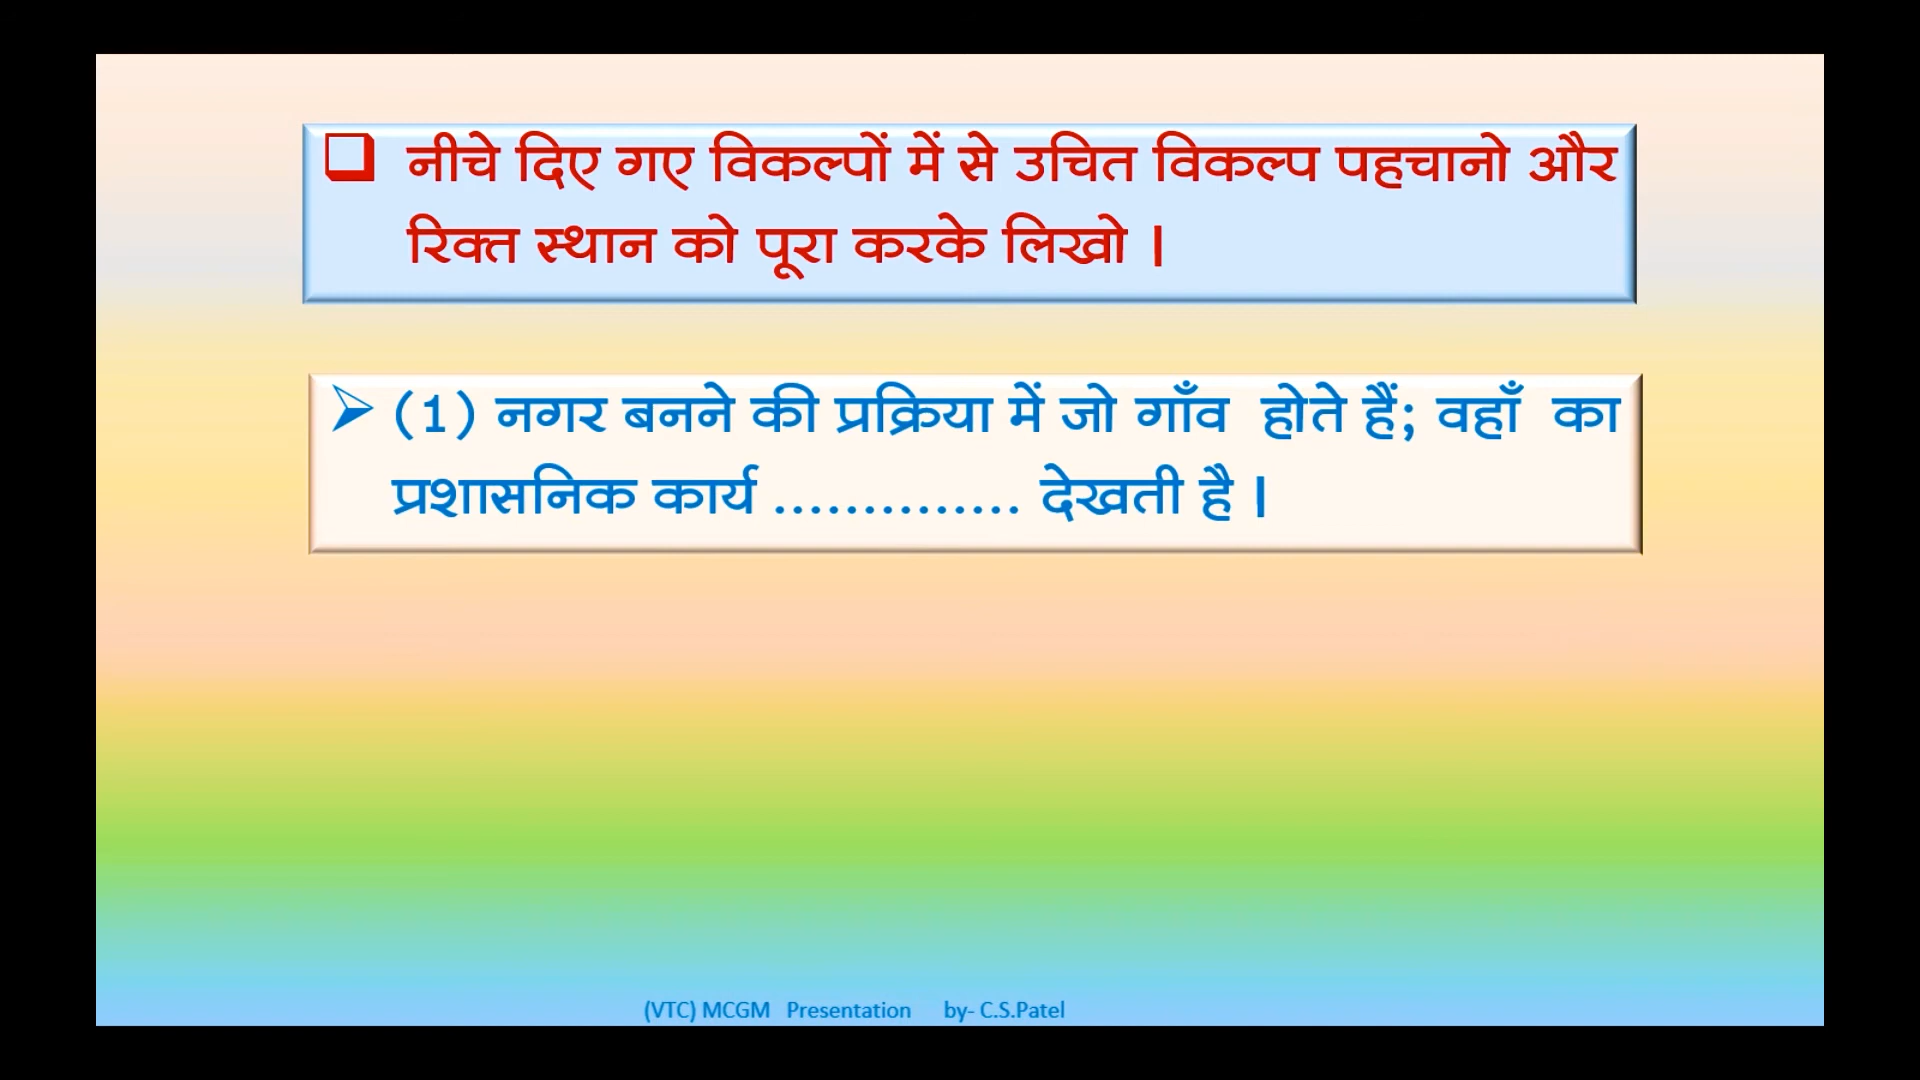 नीचे दिए गए विकल्पों में से उचित विकल्प पहचानो और
रिक्त स्थान को पूरा करके लिखो ।
(1) नगर बनने की प्रक्रिया में जो गाँव होते हैं; वहाँ का
प्रशासनिक कार्य .............. देखती है ।
(VTC) MCGM Presentation by- C.S.Patel